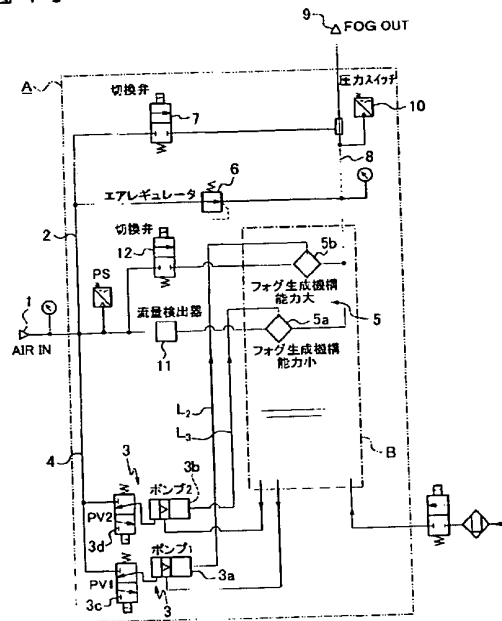 9
FOG OUT
A
圧力スイッチ
切換弁
7
10
8
6
エアレギュレータ
2
切換弁
12
5b
PS
フォグ生成機構
能力大
1
流量検出器
5
5a
AIR IN
11
フォグ生成機構
能力小
L2
L3
B
4
3
3b
ポンプ2
PV2
3d
ポンプ1
PV1
3a
3c
3